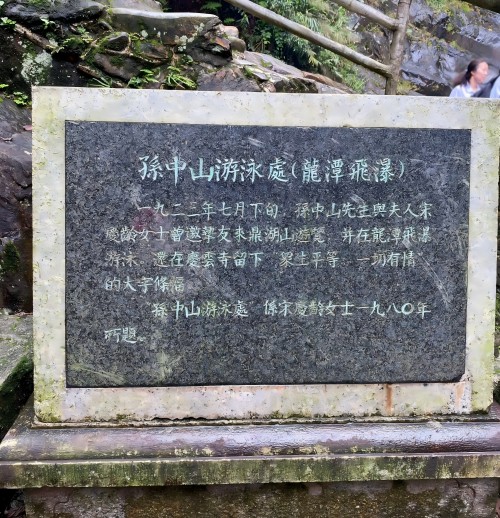 孫中山游泳處(龍潭飛瀑)
一九二三年七月下旬，孫中山先生與夫人宋
慶齡女士曾邀摯友來鼎湖山遊覽，并在龍潭飛瀑
游泳，還在慶雲寺留下“眾生平等，一切有情”
的大字條幅。
“孫中山游泳處”係宋慶齡女士一九八〇年
所題。